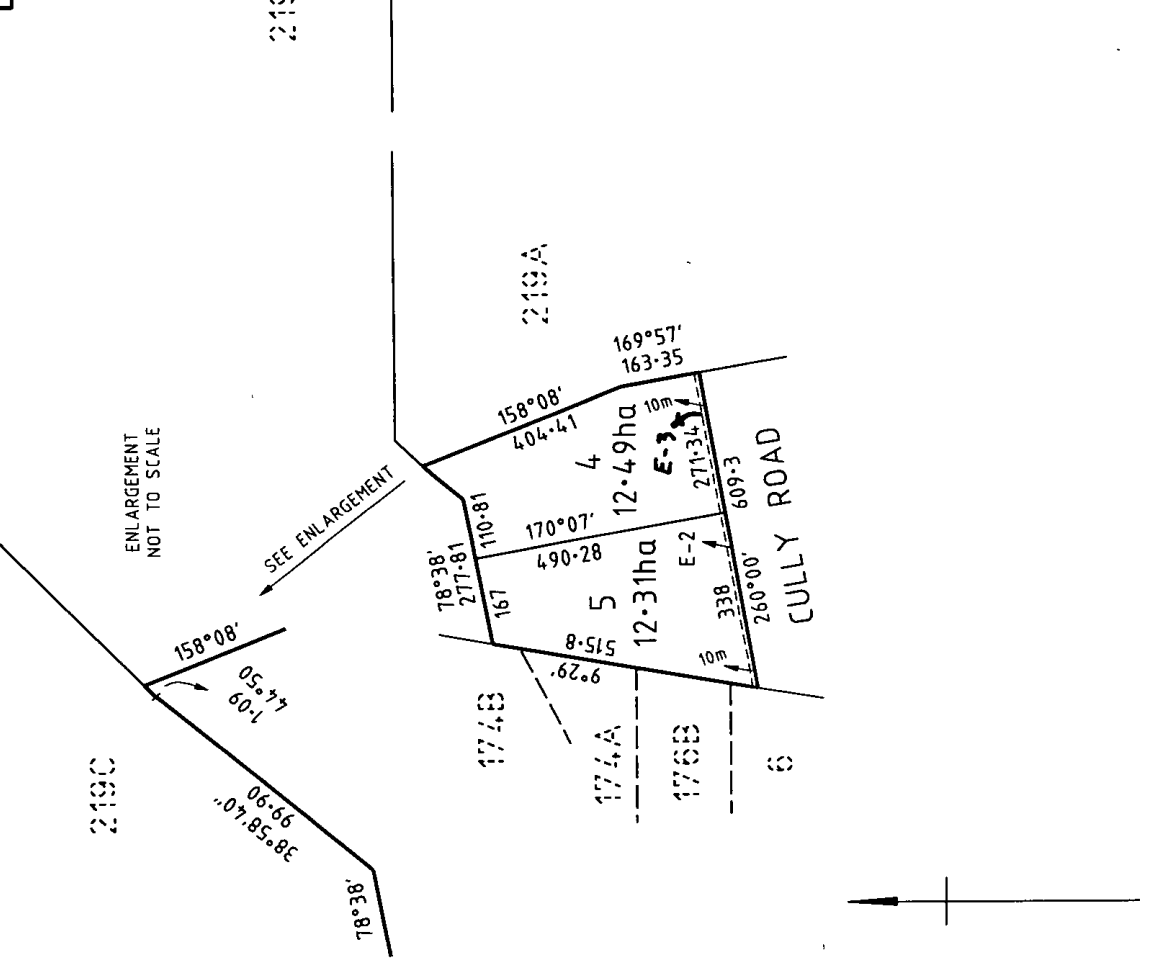 219A
ENLARGEMENT
NOT TO SCALE
SEE ENLARGEMENT
158°08'
1·09
44°50
219C
99·90
38°58'40"
78°38'
169°57'
163·35
158°08'
404·41
10m
4
12·49ha
E-3
271·34
609·3
CULLY ROAD
110·81
78°38'
277·81
167
170°07'
490·28
E-2
5
12·31ha
338
260°00'
515·8
9°29'
10m
174B
174A
176B
6